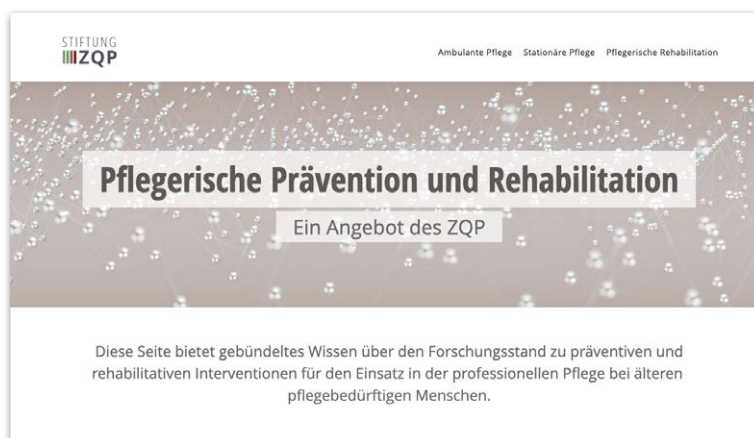 STIFTUNG
ZQP
Ambulante Pflege Stationäre Pflege Pflegerische Rehabilitation
Pflegerische Prävention und Rehabilitation
Ein Angebot des ZQP
Diese Seite bietet gebündeltes Wissen über den Forschungsstand zu präventiven und
rehabilitativen Interventionen für den Einsatz in der professionellen Pflege bei älteren
pflegebedürftigen Menschen.